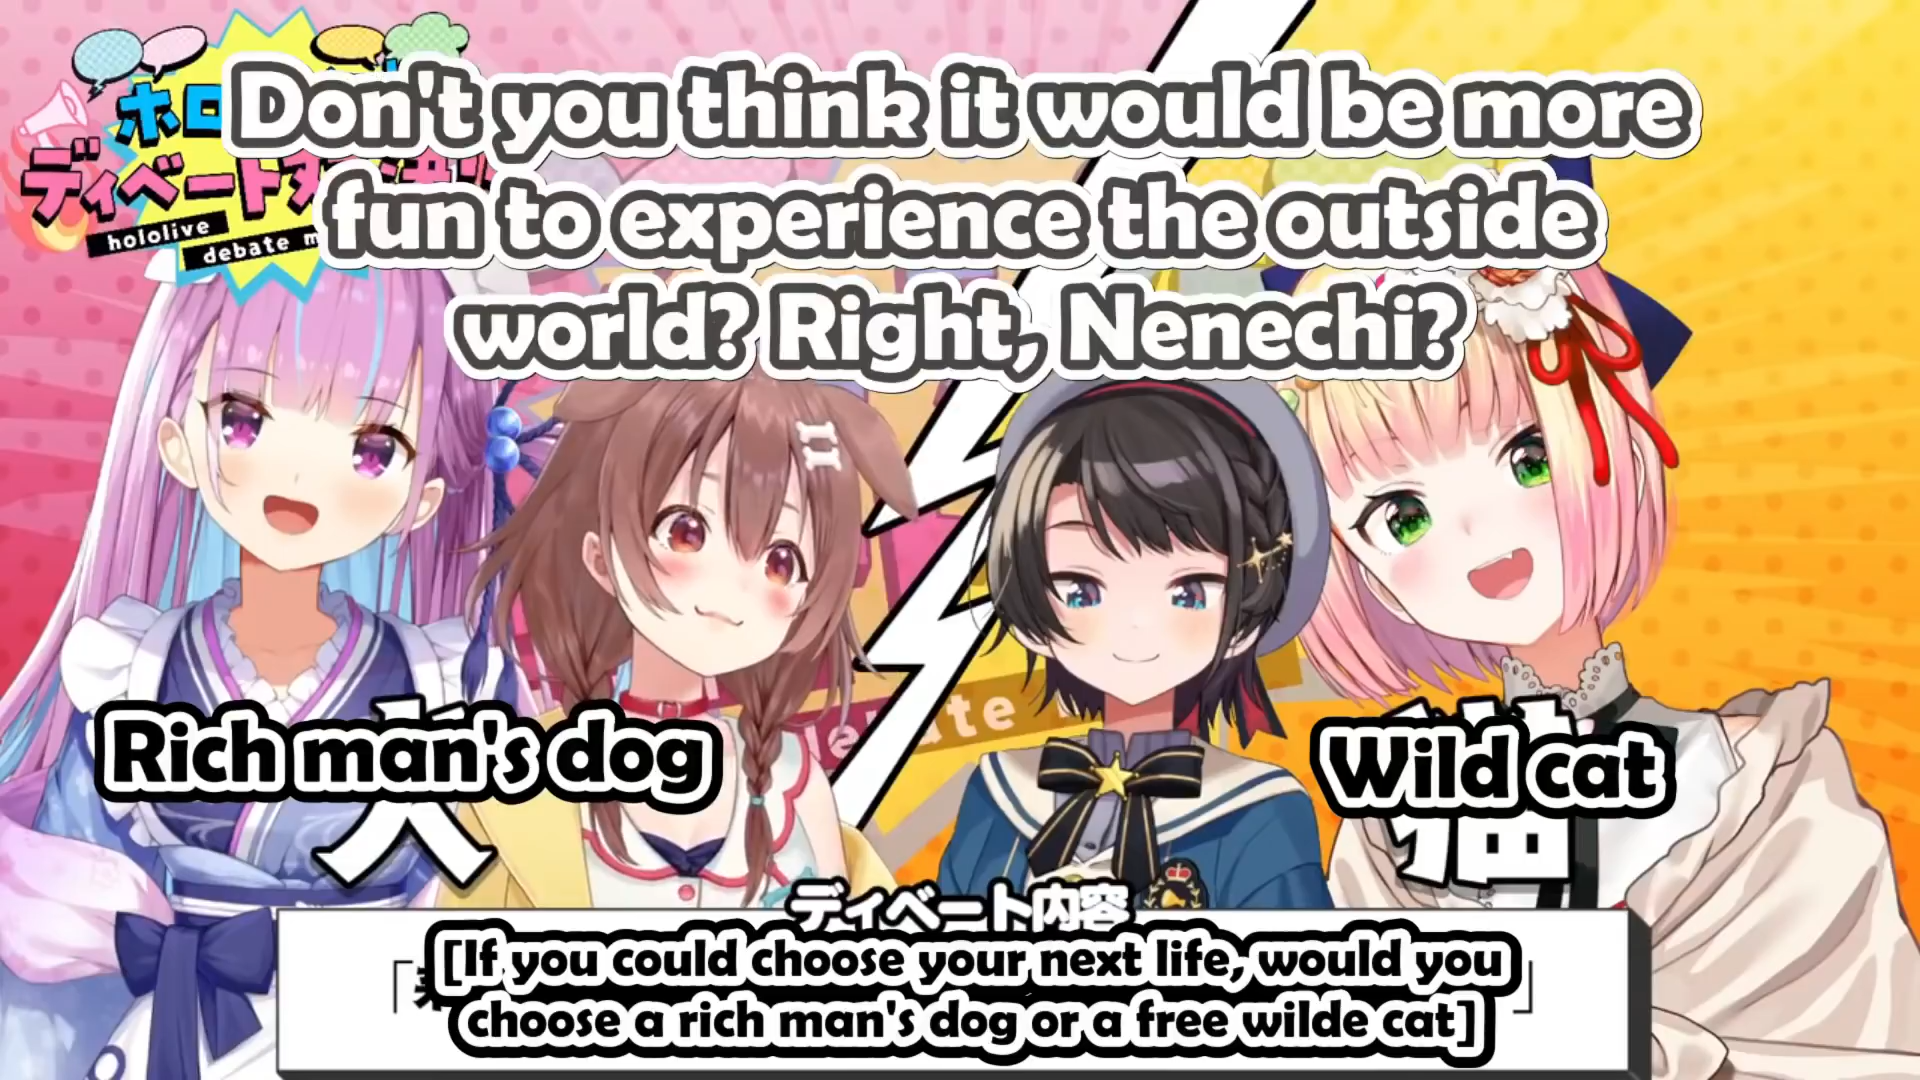 ホロ
ディベート
hololive
debate m
Don't you think it would be more
fun to experience the outside
world? Right, Nenechi?
Rich man's dog
Wild cat
猫
ディベート内容
[If you could choose your next life, would you
choose a rich man's dog or a free wilde cat]